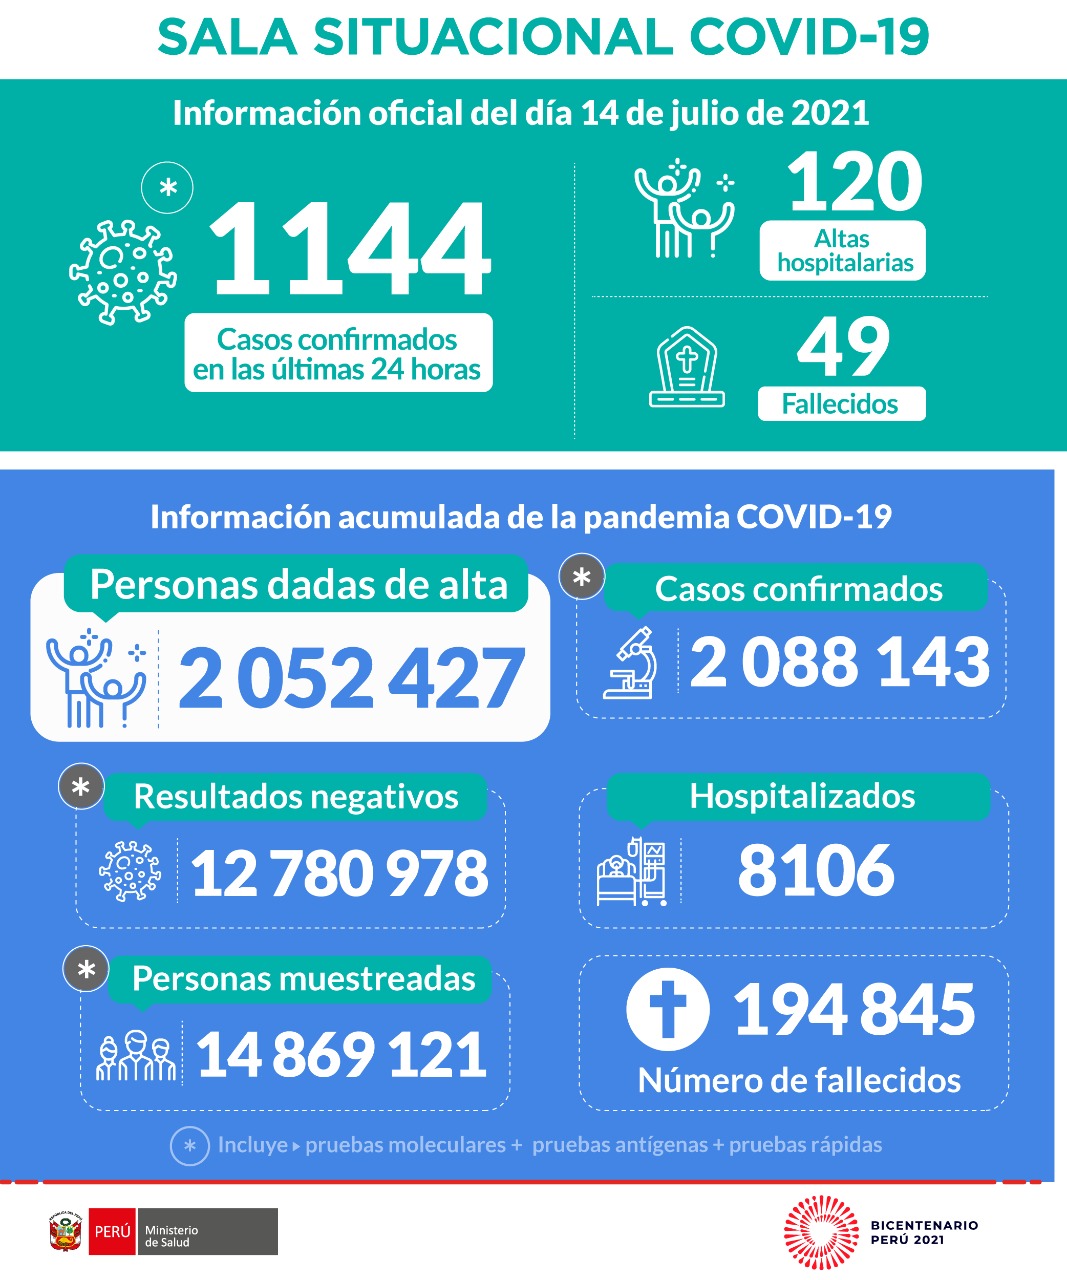 SALA SITUACIONAL COVID-19
Información oficial del día 14 de julio de 2021
*
1144
Casos confirmados
en las últimas 24 horas
120
Altas
hospitalarias
49
Fallecidos
Información acumulada de la pandemia COVID-19
Personas dadas de alta
2 052 427
*
Casos confirmados
2 088 143
*
Resultados negativos
12 780 978
Hospitalizados
8106
*
Personas muestreadas
14 869 121
194 845
Número de fallecidos
* Incluye ▸ pruebas moleculares + pruebas antígenas + pruebas rápidas
PERÚ
Ministerio
de Salud
BICENTENARIO
PERÚ 2021